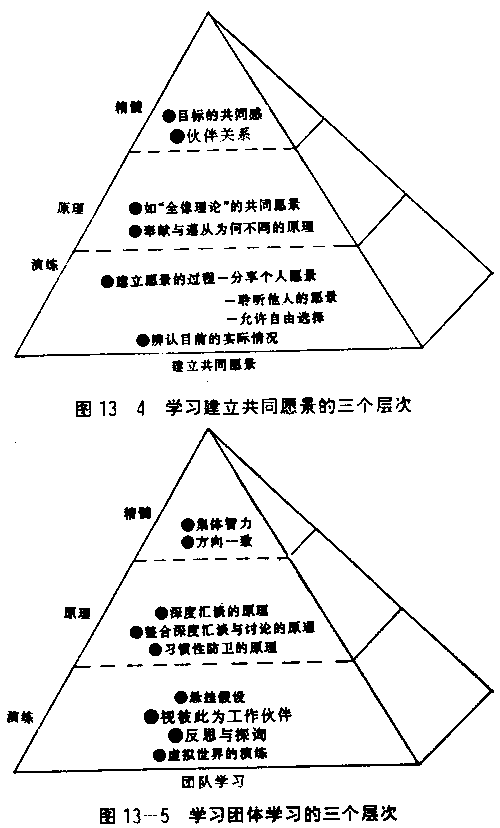 精髓
●目标的共同感
●伙伴关系
原理
●如“全像理论”的共同愿景
●奉献与遵从为何不同的原理
演练
●建立愿景的过程—分享个人愿景
—聆听他人的愿景
—允许自由选择
●辨认目前的实际情况
建立共同愿景
图13 4 学习建立共同愿景的三个层次
精髓
●集体智力
●方向一致
原理
●深度汇谈的原理
●整合深度汇谈与讨论的原理
●习惯性防卫的原理
演练
●悬挂假设
●视彼此为工作伙伴
●反思与探询
●虚拟世界的演练
团队学习
图13—5 学习团体学习的三个层次